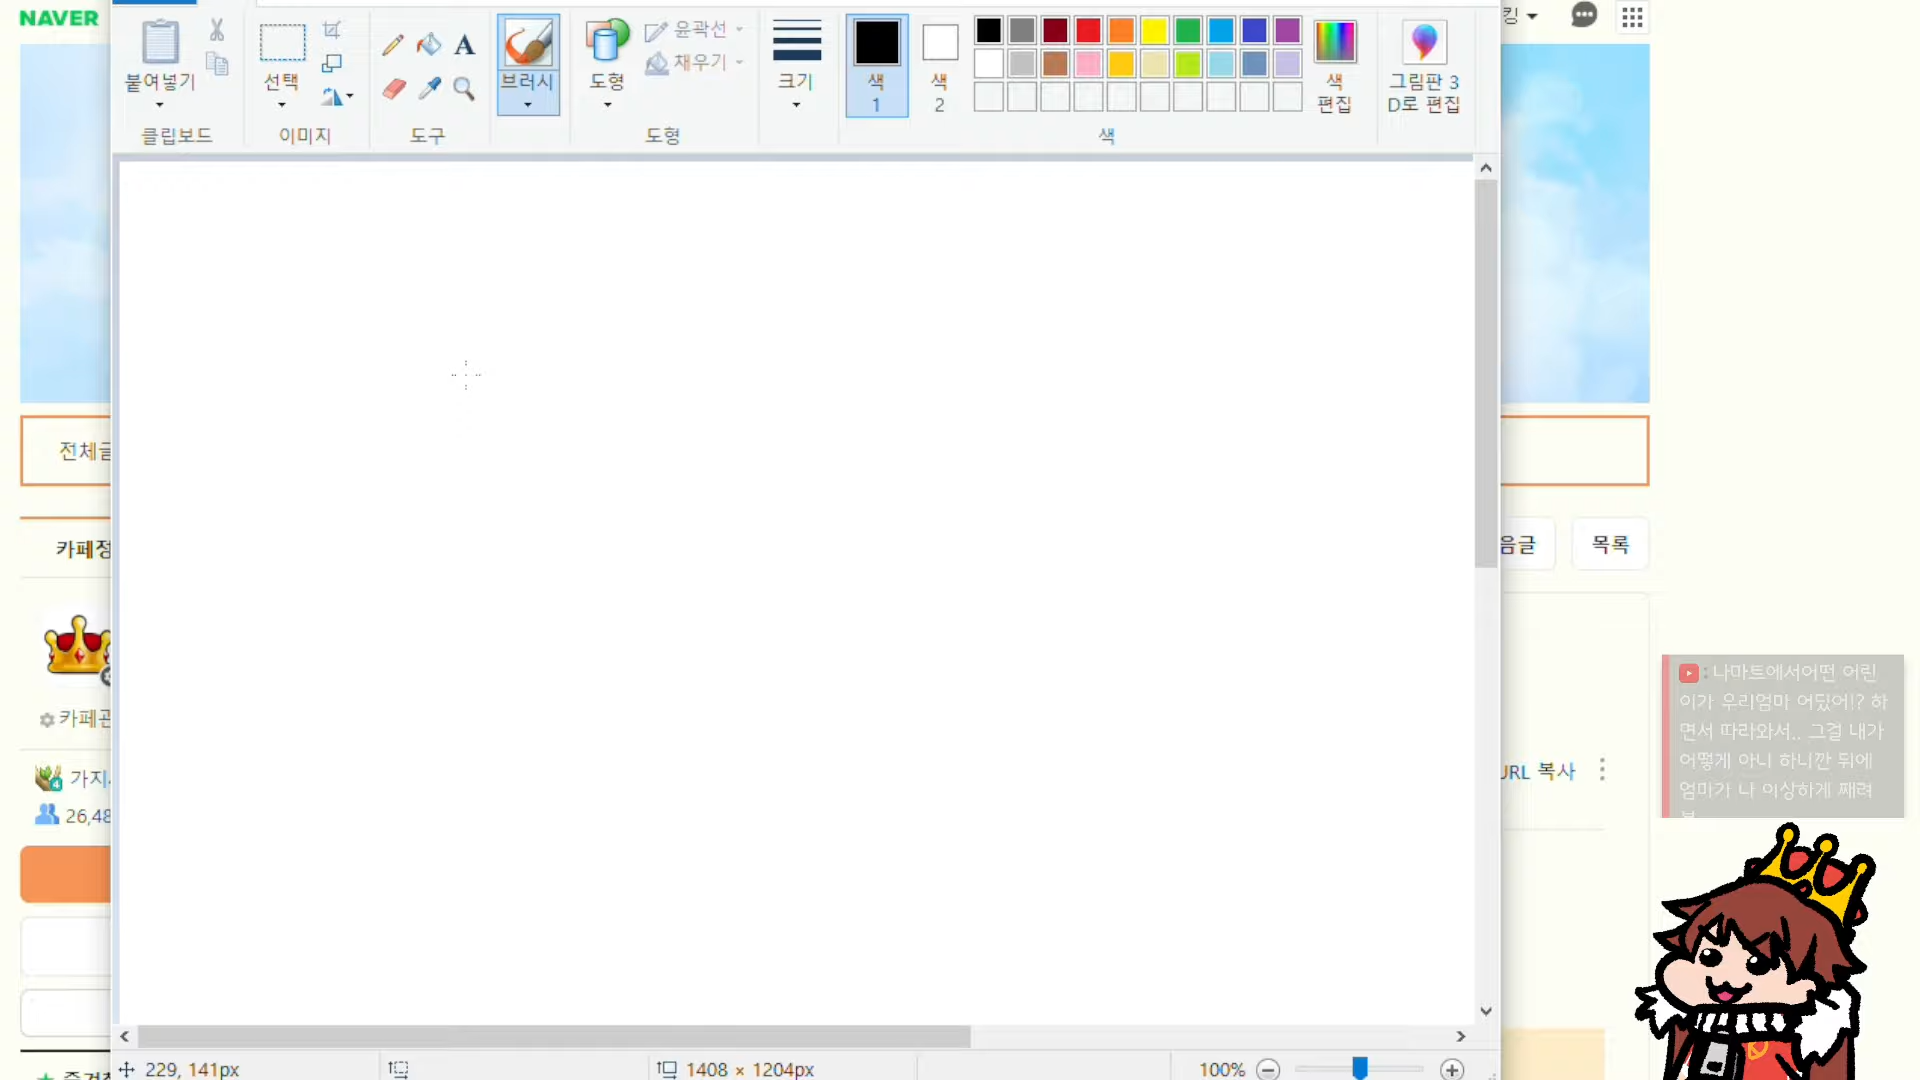 NAVER
킹
붙여넣기
선택
브러시
도형
윤곽선
채우기
크기
색
1
색
2
색
편집
그림판 3
D로 편집
클립보드
이미지
도구
도형
색
전체글
카페정
음글
목록
카페관
가지
26,48
URL 복사
: 나마트에서어떤 어린
이가 우리엄마 어딨어!? 하
면서 따라와서.. 그걸 내가
어떻게 아니 하니깐 뒤에
엄마가 나 이상하게 째려
229, 141px
1408 × 1204px
100%